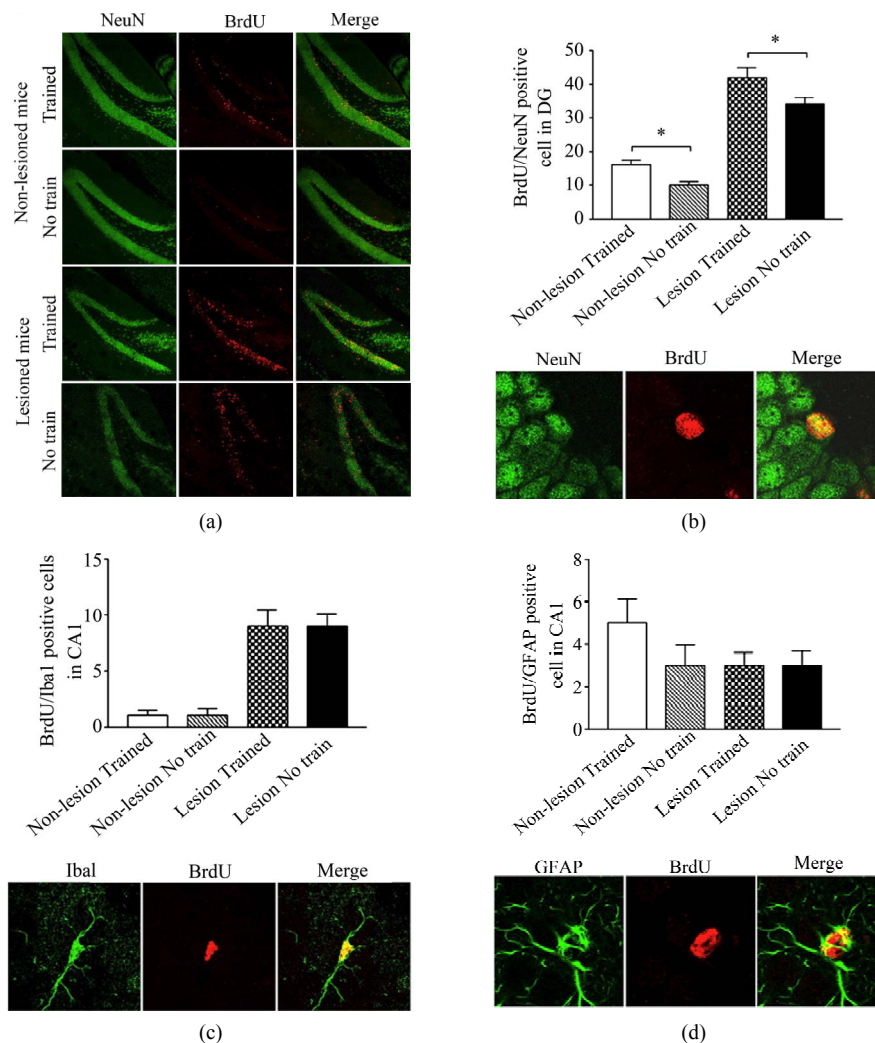 NeuN BrdU Merge
Non-lesioned mice
Trained
No train
Lesioned mice
Trained
No train
(a)
BrdU/NeuN positive
cell in DG
50
40
30
20
10
0
*
*
Non-lesion Trained
Non-lesion No train
Lesion Trained
Lesion No train
NeuN BrdU Merge
(b)
BrdU/Iba1 positive cells
in CA1
15
10
5
0
Non-lesion Trained
Non-lesion No train
Lesion Trained
Lesion No train
Ibal BrdU Merge
(c)
BrdU/GFAP positive
cell in CA1
8
6
4
2
0
Non-lesion Trained
Non-lesion No train
Lesion Trained
Lesion No train
GFAP BrdU Merge
(d)